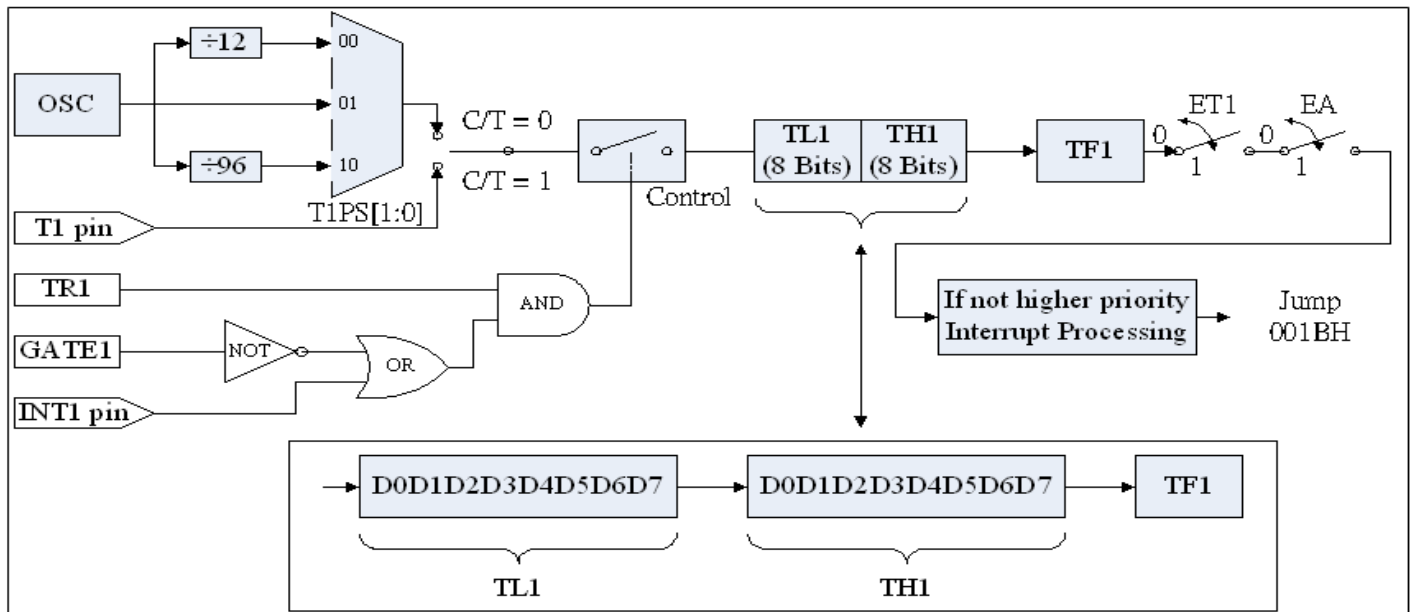 ÷12
00
OSC
01
÷96
10
T1PS[1:0]
T1 pin
C/T = 0
C/T = 1
Control
TL1
(8 Bits)
TH1
(8 Bits)
TF1
ET1
0
1
EA
0
1
TR1
AND
GATE1
NOT
OR
INT1 pin
If not higher priority
Interrupt Processing
Jump
001BH
D0D1D2D3D4D5D6D7
D0D1D2D3D4D5D6D7
TF1
TL1
TH1